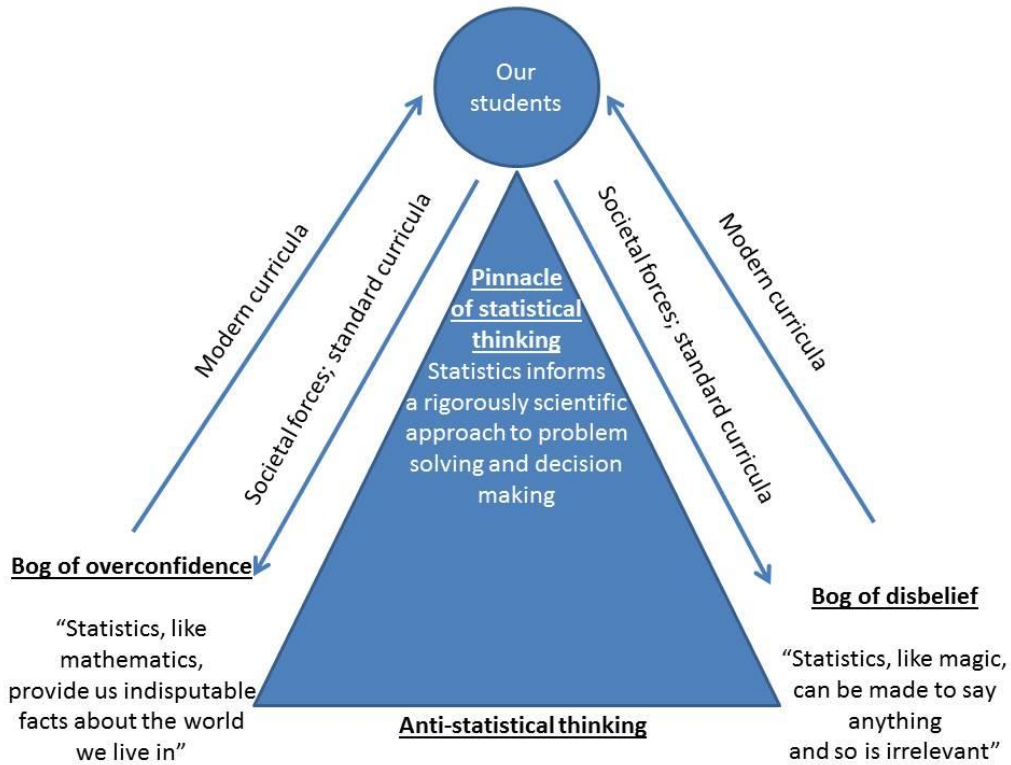 Our
students
Modern curricula
Societal forces; standard curricula
Societal forces; standard curricula
Modern curricula
Pinnacle
of statistical
thinking
Statistics informs
a rigorously scientific
approach to problem
solving and decision
making
Bog of overconfidence
“Statistics, like
mathematics,
provide us indisputable
facts about the world
we live in”
Bog of disbelief
“Statistics, like magic,
can be made to say
anything
and so is irrelevant”
Anti-statistical thinking